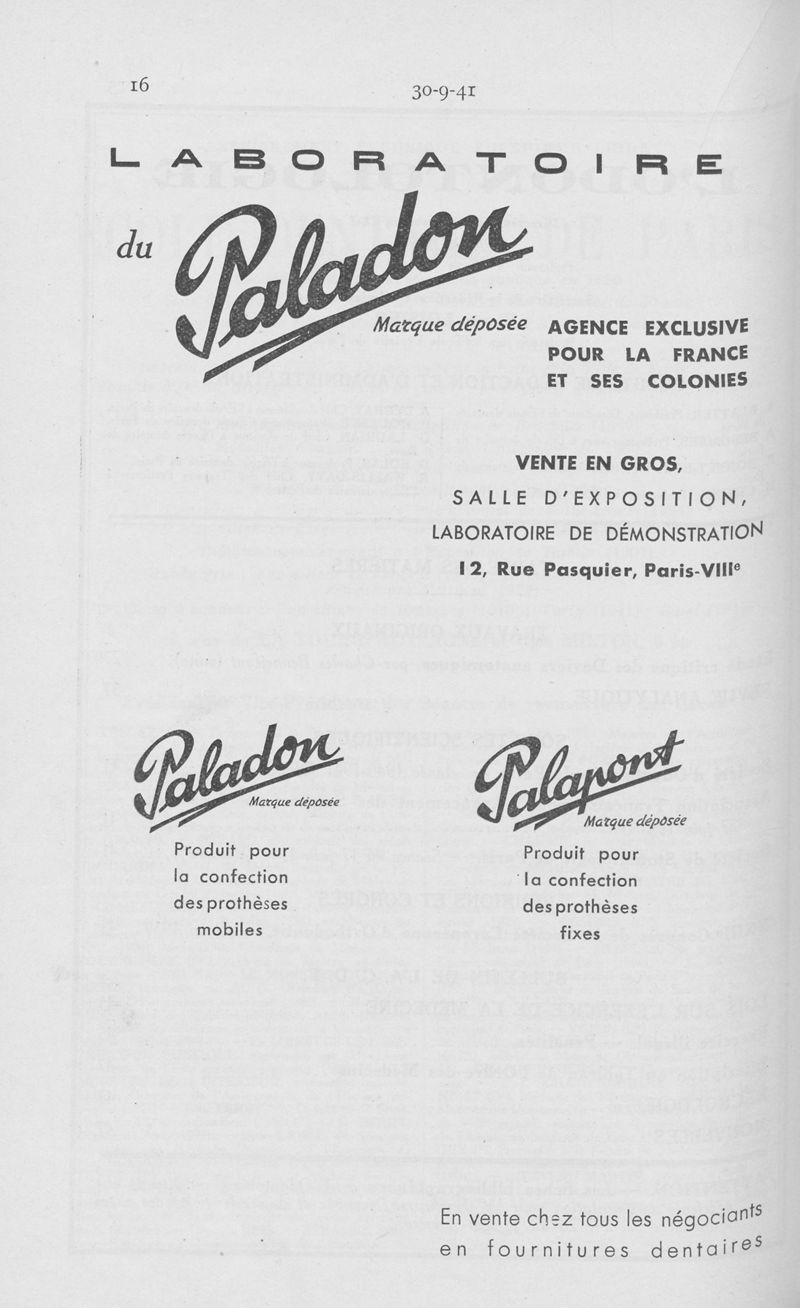 16
30-9-41
LABORATOIRE
du Paladon
Marque déposée
AGENCE EXCLUSIVE
POUR LA FRANCE
ET SES COLONIES
VENTE EN GROS,
SALLE D'EXPOSITION,
LABORATOIRE DE DÉMONSTRATION
12, Rue Pasquier, Paris-VIIIe
Paladon
Marque déposée
Produit pour
la confection
des prothèses
mobiles
Palapont
Marque déposée
Produit pour
la confection
des prothèses
fixes
En vente chez tous les négociants
en fournitures dentaires